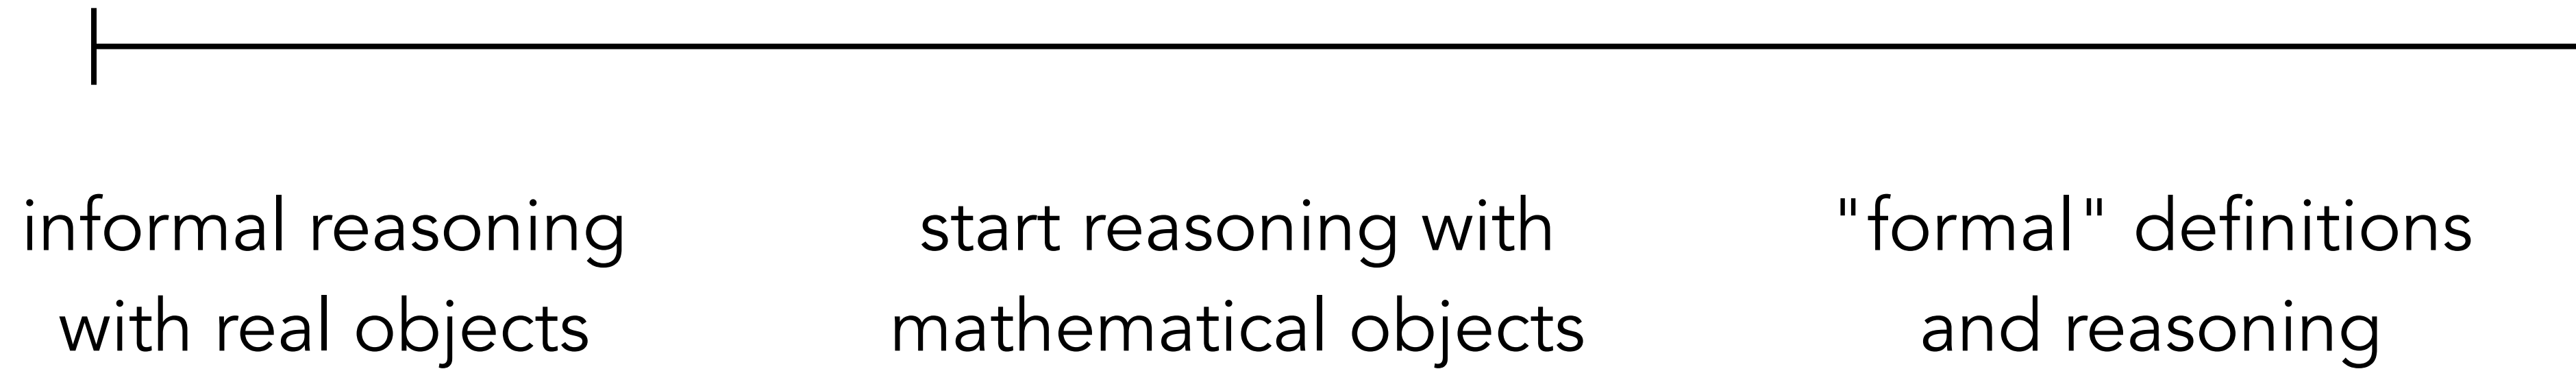 informal reasoning
with real objects
start reasoning with
mathematical objects
"formal" definitions
and reasoning